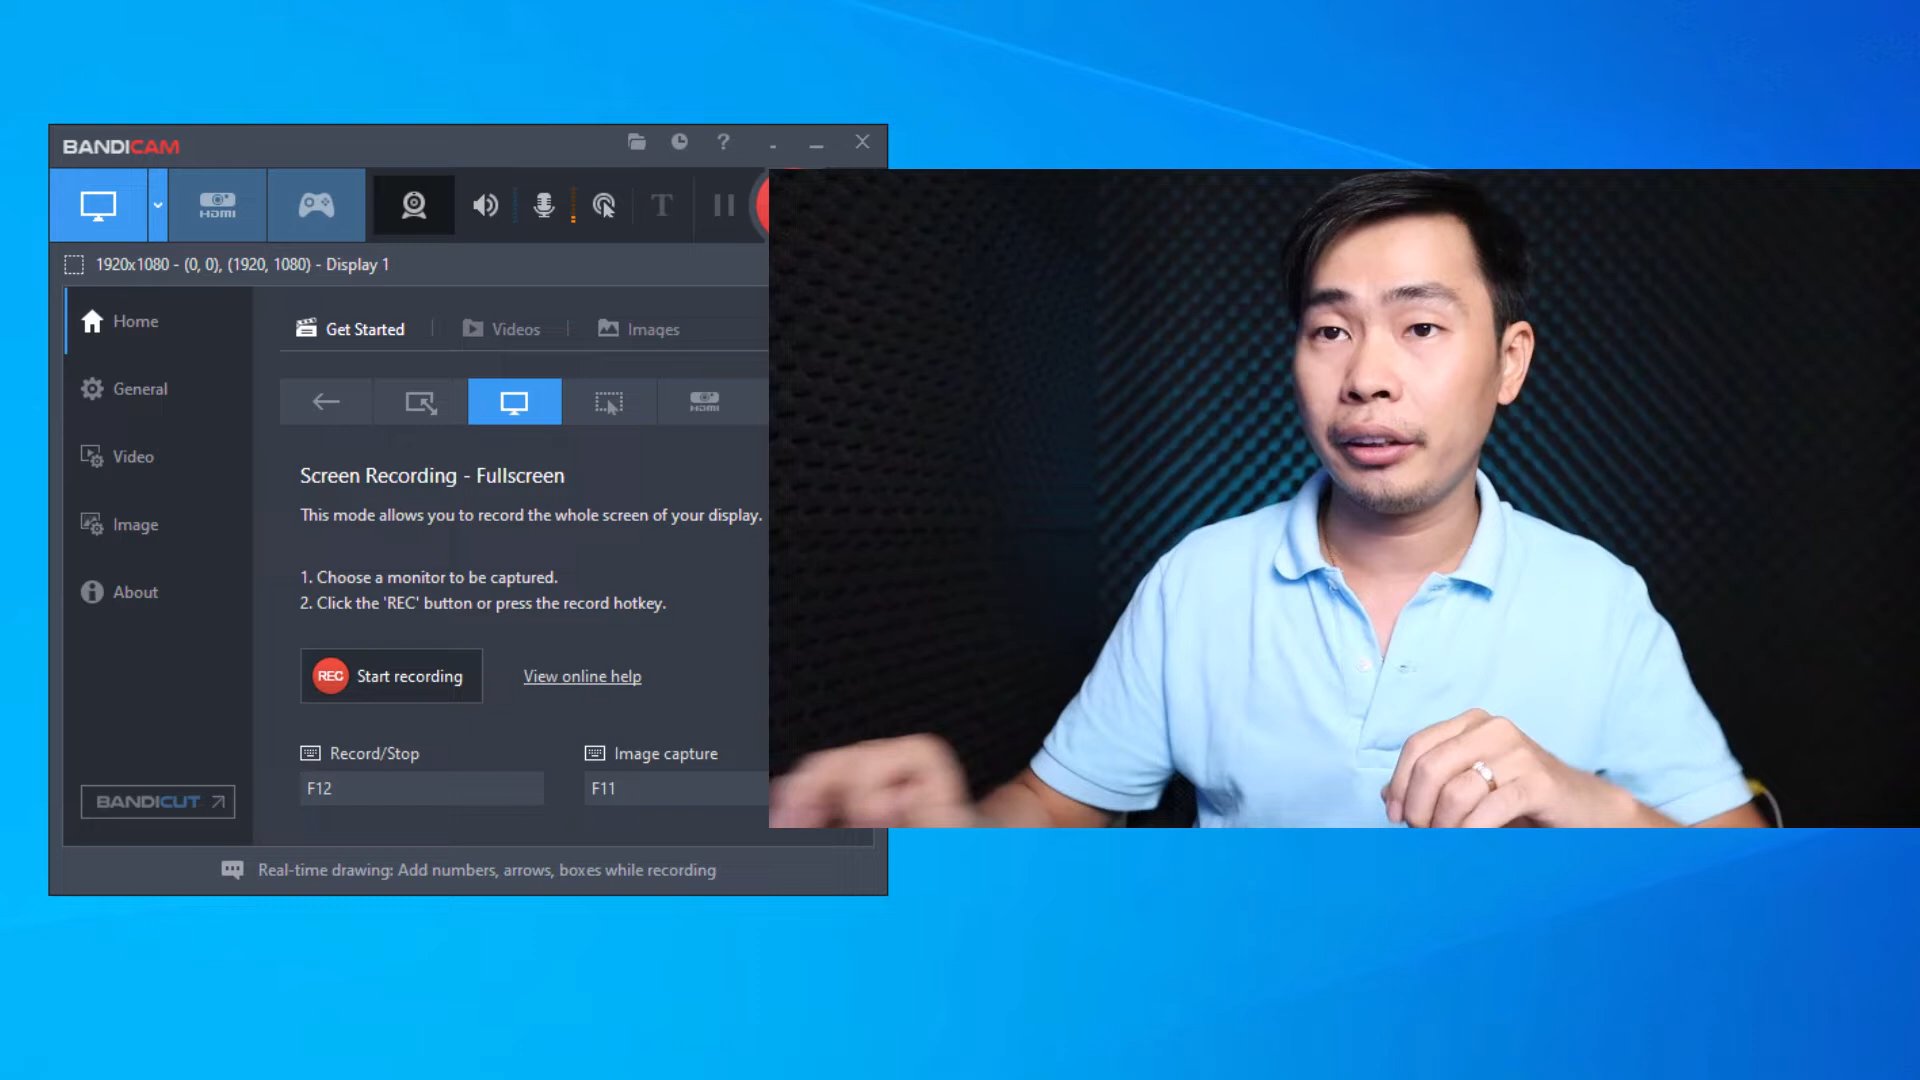 BANDICAM
?
HDMI
T
1920x1080 - (0, 0), (1920, 1080) - Display 1
Home
General
Video
Image
About
BANDICUT
Get Started
Videos
Images
HDMI
Screen Recording - Fullscreen
This mode allows you to record the whole screen of your display.
1. Choose a monitor to be captured.
2. Click the 'REC' button or press the record hotkey.
REC Start recording
View online help
Record/Stop
Image capture
F12
F11
Real-time drawing: Add numbers, arrows, boxes while recording